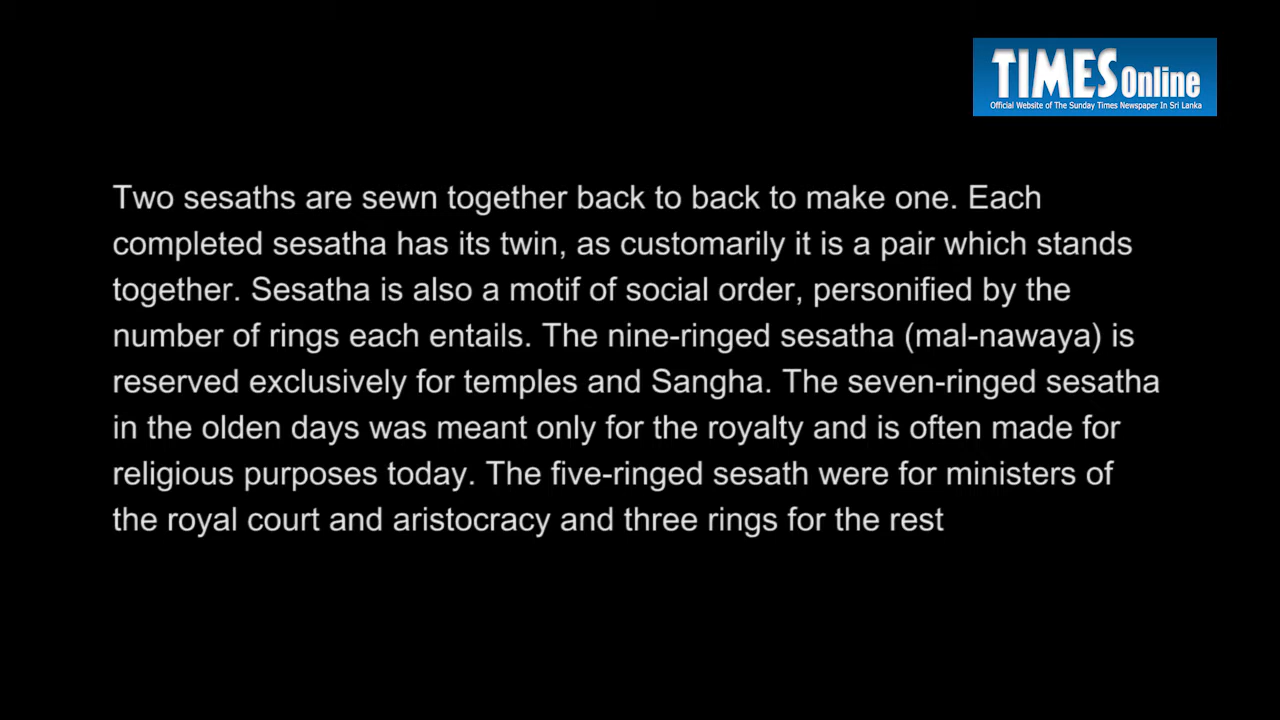 TIMES Online
Official Website of The Sunday Times Newspaper In Sri Lanka
Two sesaths are sewn together back to back to make one. Each
completed sesatha has its twin, as customarily it is a pair which stands
together. Sesatha is also a motif of social order, personified by the
number of rings each entails. The nine-ringed sesatha (mal-nawaya) is
reserved exclusively for temples and Sangha. The seven-ringed sesatha
in the olden days was meant only for the royalty and is often made for
religious purposes today. The five-ringed sesath were for ministers of
the royal court and aristocracy and three rings for the rest